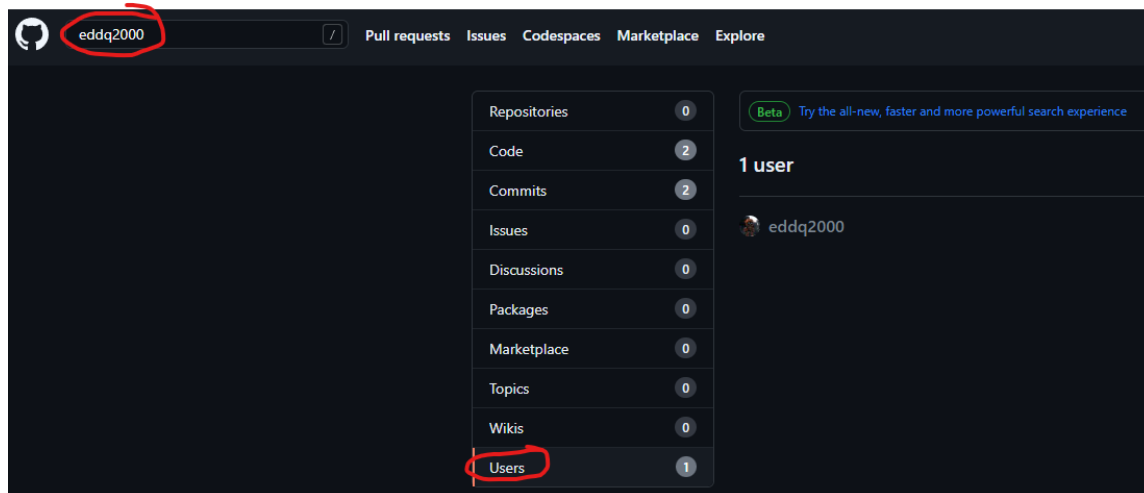 eddq2000 / Pull requests Issues Codespaces Marketplace Explore
Repositories 0
Code 2
Commits 2
Issues 0
Discussions 0
Packages 0
Marketplace 0
Topics 0
Wikis 0
Users 1
Beta Try the all-new, faster and more powerful search experience
1 user
eddq2000